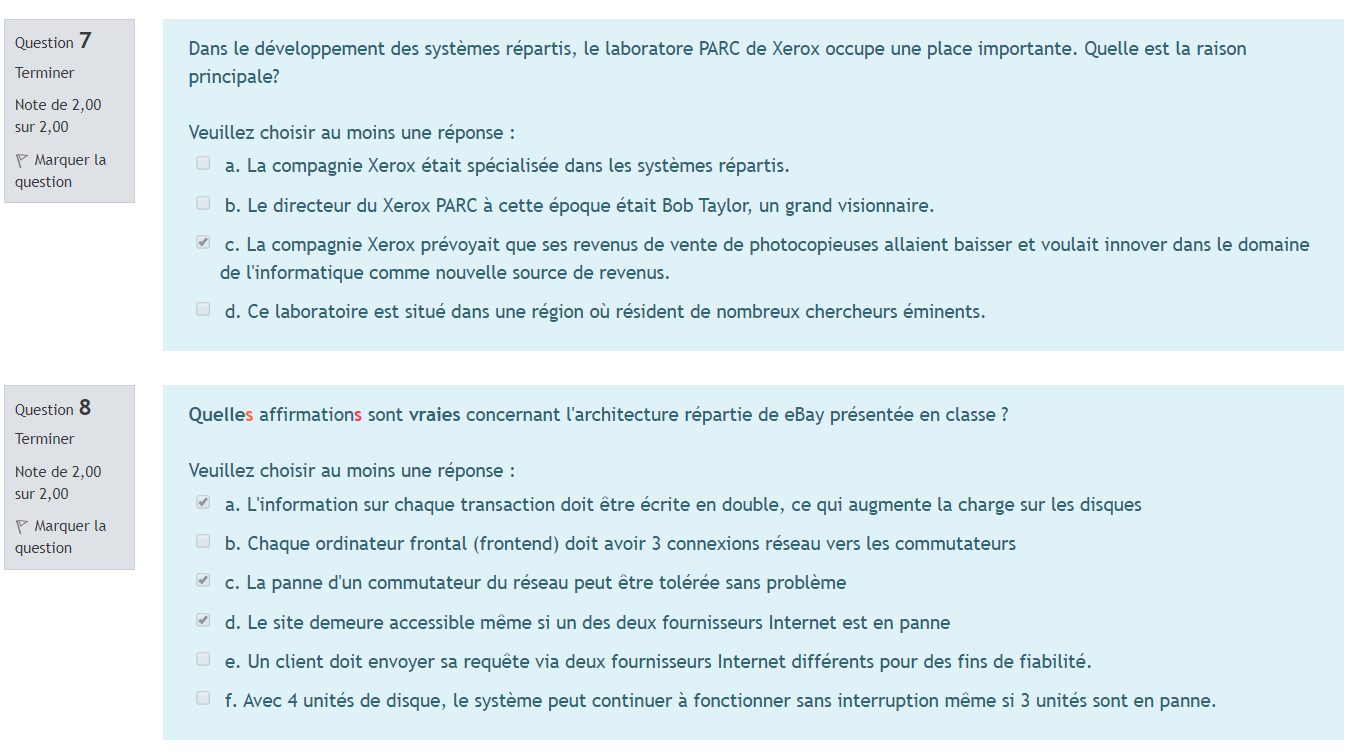 Question 7
Terminer
Note de 2,00
sur 2,00
Marquer la
question
Dans le développement des systèmes répartis, le laboratore PARC de Xerox occupe une place importante. Quelle est la raison
principale?
Veuillez choisir au moins une réponse :
a. La compagnie Xerox était spécialisée dans les systèmes répartis.
b. Le directeur du Xerox PARC à cette époque était Bob Taylor, un grand visionnaire.
c. La compagnie Xerox prévoyait que ses revenus de vente de photocopieuses allaient baisser et voulait innover dans le domaine
de l'informatique comme nouvelle source de revenus.
d. Ce laboratoire est situé dans une région où résident de nombreux chercheurs éminents.
Question 8
Terminer
Note de 2,00
sur 2,00
Marquer la
question
Quelles affirmations sont vraies concernant l'architecture répartie de eBay présentée en classe ?
Veuillez choisir au moins une réponse :
a. L'information sur chaque transaction doit être écrite en double, ce qui augmente la charge sur les disques
b. Chaque ordinateur frontal (frontend) doit avoir 3 connexions réseau vers les commutateurs
c. La panne d'un commutateur du réseau peut être tolérée sans problème
d. Le site demeure accessible même si un des deux fournisseurs Internet est en panne
e. Un client doit envoyer sa requête via deux fournisseurs Internet différents pour des fins de fiabilité.
f. Avec 4 unités de disque, le système peut continuer à fonctionner sans interruption même si 3 unités sont en panne.